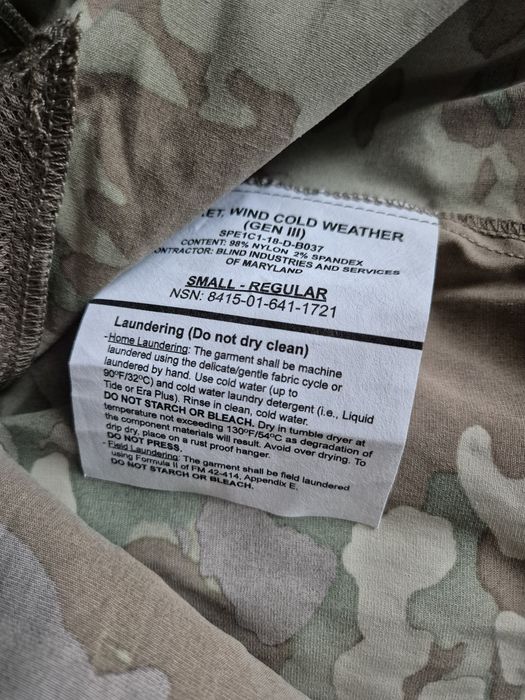 ET, WIND COLD WEATHER
(GEN III)
SPE1C1-18-D-B037
CONTENT: 98% NYLON 2% SPANDEX
ONTRACTOR: BLIND INDUSTRIES AND SERVICES
OF MARYLAND
SMALL - REGULAR
NSN: 8415-01-641-1721
Laundering (Do not dry clean)
-Home Laundering: The garment shall be machine
laundered using the delicate/gentle fabric cycle or
laundered by hand. Use cold water (up to
90ºF/32ºC) and cold water laundry detergent (i.e., Liquid
Tide or Era Plus). Rinse in clean, cold water.
DO NOT STARCH OR BLEACH. Dry in tumble dryer at
temperature not exceeding 130ºF/54ºC as degradation of
the component materials will result. Avoid over drying. To
drip dry, place on a rust proof hanger.
DO NOT PRESS.
- Field Laundering: The garment shall be field laundered
using Formula II of FM 42-414, Appendix E.
DO NOT STARCH OR BLEACH.